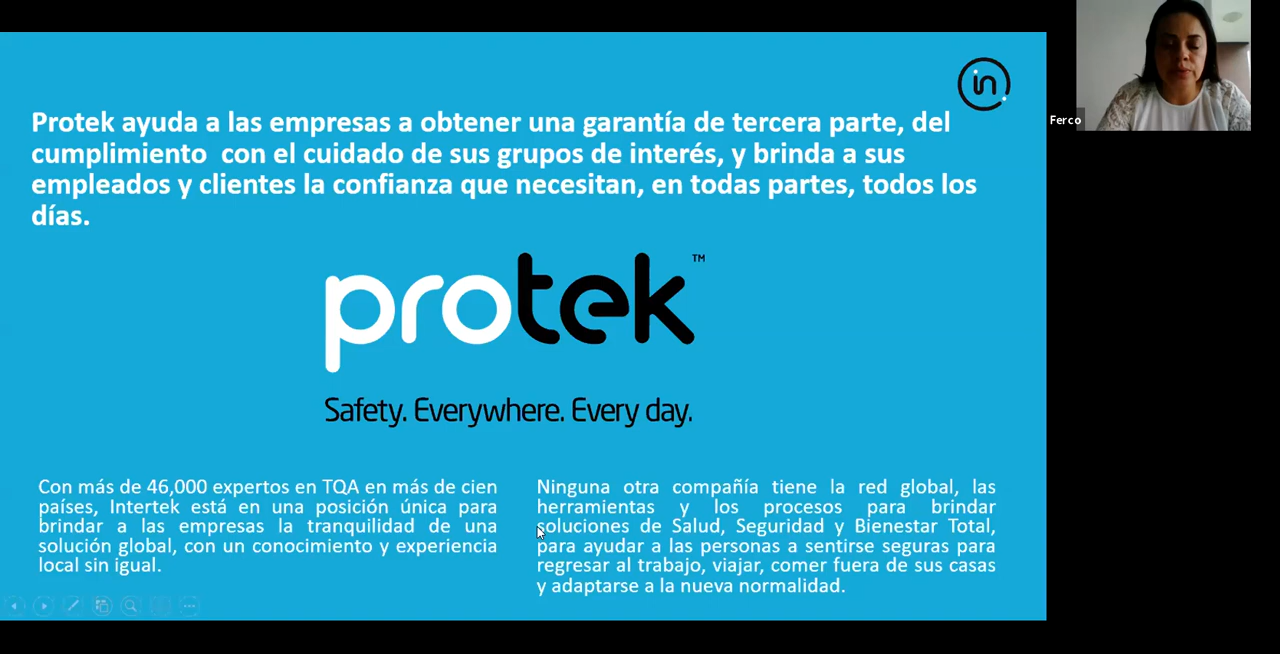 in
Protek ayuda a las empresas a obtener una garantía de tercera parte, del
cumplimiento con el cuidado de sus grupos de interés, y brinda a sus
empleados y clientes la confianza que necesitan, en todas partes, todos los
días.
Ferco
protek™
Safety. Everywhere. Every day.
Con más de 46,000 expertos en TQA en más de cien
países, Intertek está en una posición única para
brindar a las empresas la tranquilidad de una
solución global, con un conocimiento y experiencia
local sin igual.
Ninguna otra compañía tiene la red global, las
herramientas y los procesos para brindar
soluciones de Salud, Seguridad y Bienestar Total,
para ayudar a las personas a sentirse seguras para
regresar al trabajo, viajar, comer fuera de sus casas
y adaptarse a la nueva normalidad.